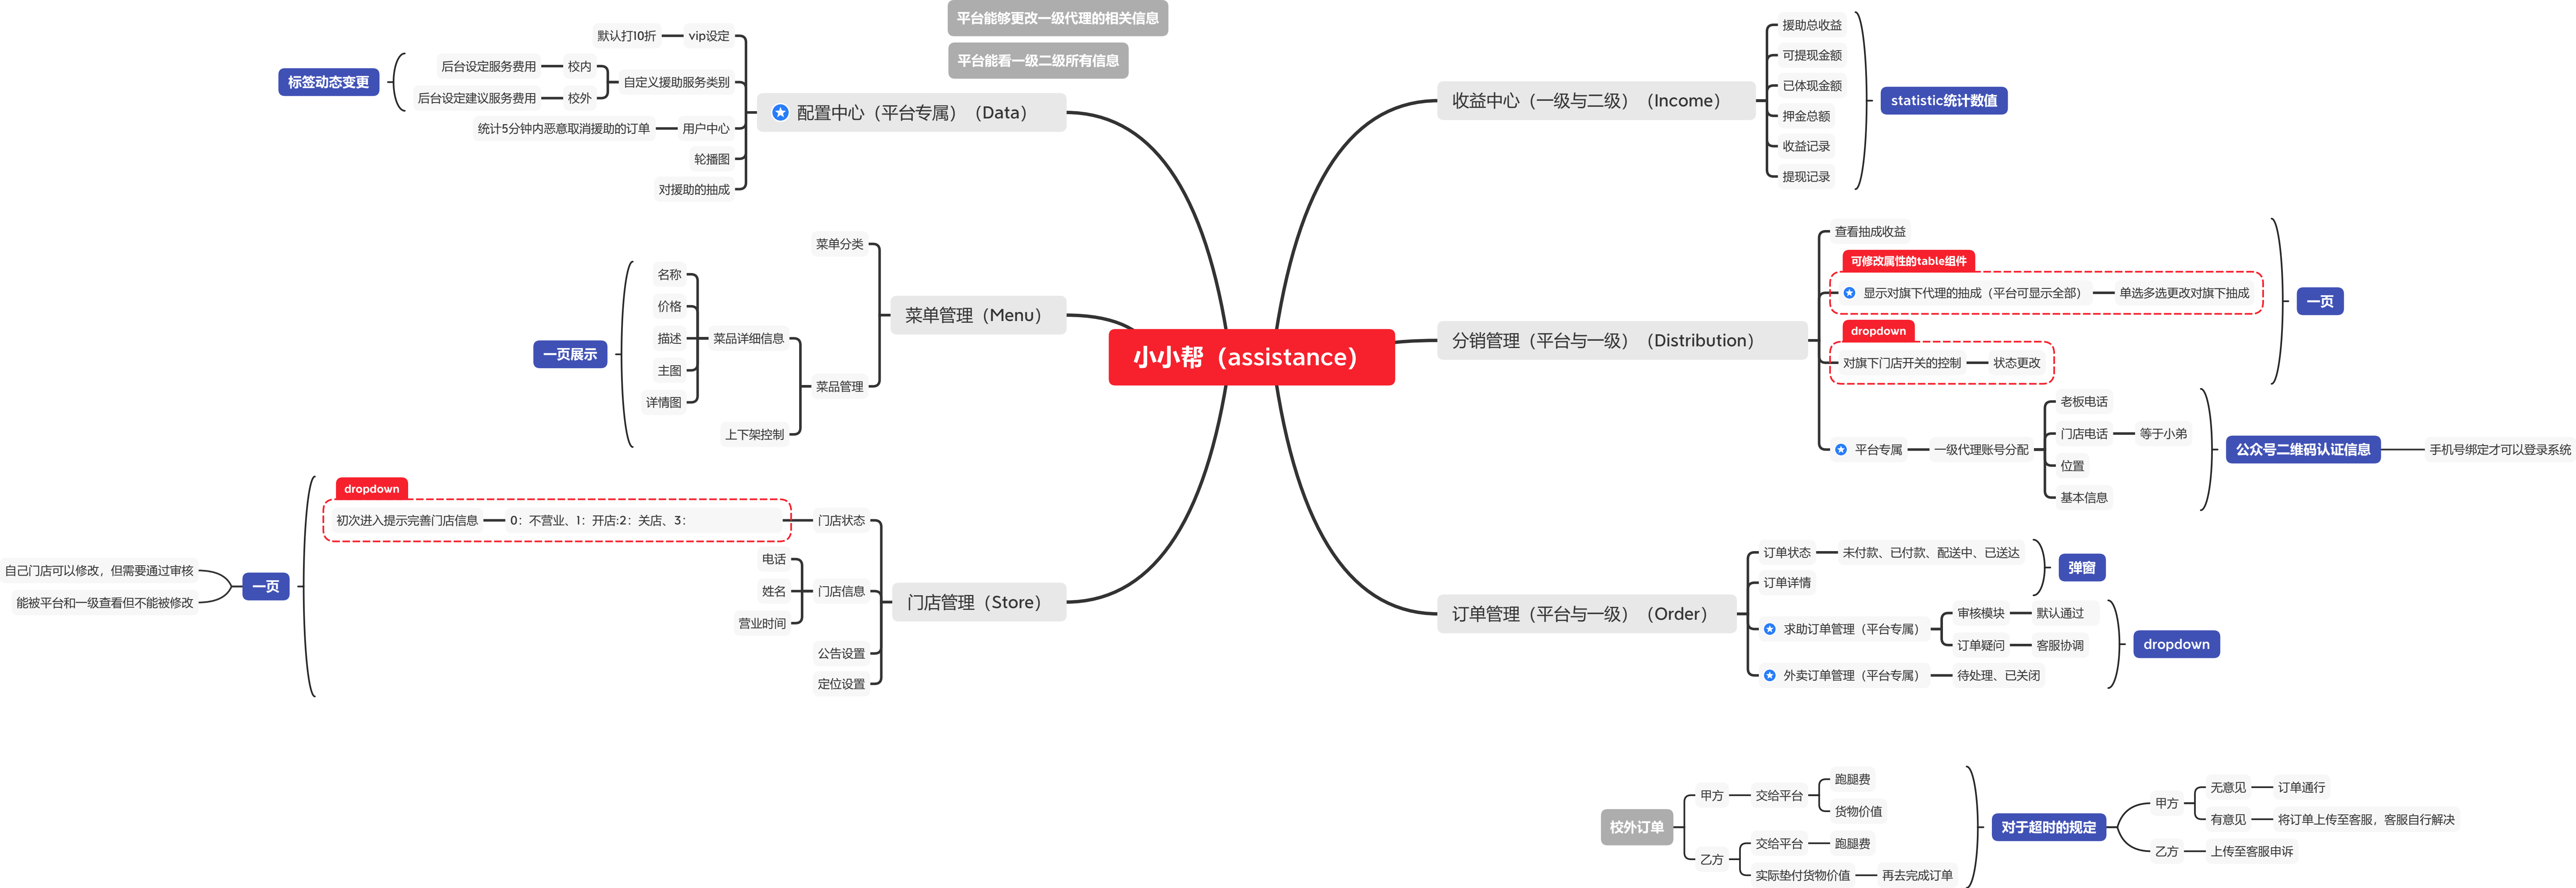 平台能够更改一级代理的相关信息
平台能看一级二级所有信息
小小帮（assistance）
配置中心（平台专属）（Data）
vip设定
默认打10折
自定义援助服务类别
校内
后台设定服务费用
校外
后台设定建议服务费用
标签动态变更
用户中心
统计5分钟内恶意取消援助的订单
轮播图
对援助的抽成
菜单管理（Menu）
菜单分类
菜品管理
菜品详细信息
名称
价格
描述
主图
详情图
一页展示
上下架控制
门店管理（Store）
门店状态
dropdown
初次进入提示完善门店信息
0：不营业、1：开店:2：关店、3：
门店信息
电话
姓名
营业时间
公告设置
定位设置
一页
自己门店可以修改，但需要通过审核
能被平台和一级查看但不能被修改
收益中心（一级与二级）（Income）
援助总收益
可提现金额
已体现金额
押金总额
收益记录
提现记录
statistic统计数值
分销管理（平台与一级）（Distribution）
查看抽成收益
可修改属性的table组件
显示对旗下代理的抽成（平台可显示全部）
单选多选更改对旗下抽成
dropdown
对旗下门店开关的控制
状态更改
一页
平台专属
一级代理账号分配
老板电话
门店电话
等于小弟
位置
基本信息
公众号二维码认证信息
手机号绑定才可以登录系统
订单管理（平台与一级）（Order）
订单状态
未付款、已付款、配送中、已送达
订单详情
弹窗
求助订单管理（平台专属）
审核模块
默认通过
订单疑问
客服协调
外卖订单管理（平台专属）
待处理、已关闭
dropdown
校外订单
甲方
交给平台
跑腿费
货物价值
乙方
交给平台
跑腿费
实际垫付货物价值
再去完成订单
对于超时的规定
甲方
无意见
订单通行
有意见
将订单上传至客服，客服自行解决
乙方
上传至客服申诉